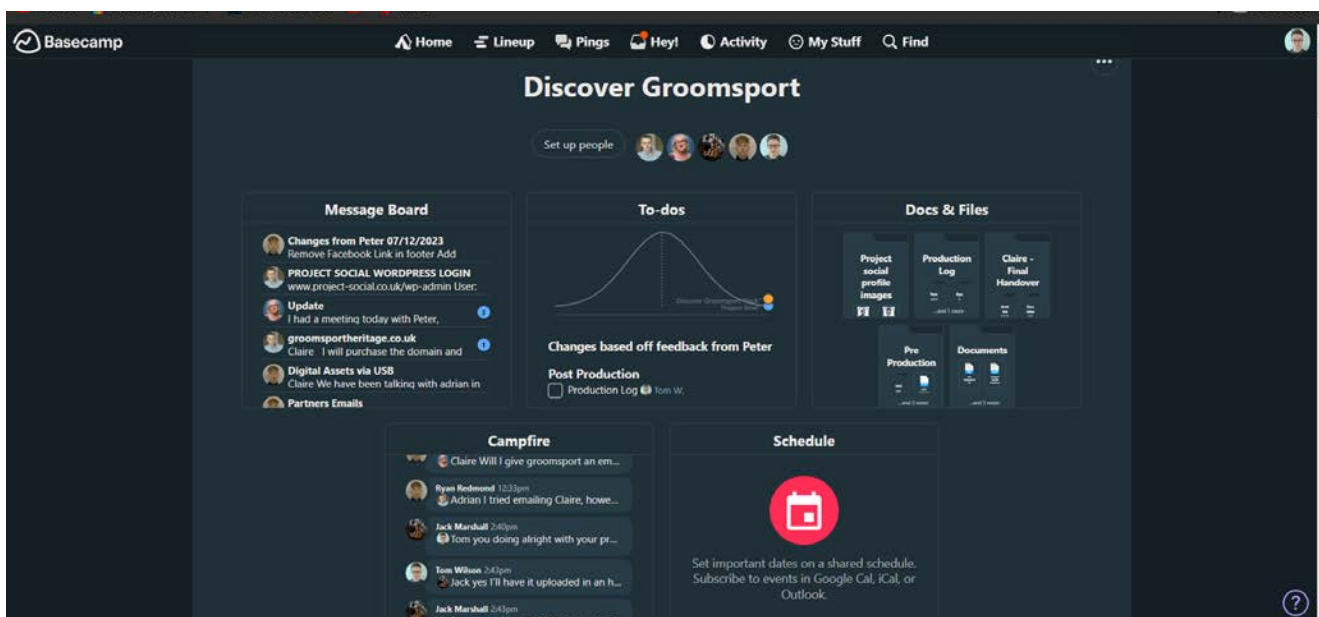 Basecamp
Home
Lineup
Pings
Hey!
Activity
My Stuff
Find
Discover Groomsport
Set up people
Message Board
Changes from Peter 07/12/2023
Remove Facebook Link in footer Add
PROJECT SOCIAL WORDPRESS LOGIN
www.project-social.co.uk/wp-admin User:
Update
I had a meeting today with Peter,
1
groomsportheritage.co.uk
Claire I will purchase the domain and
1
Digital Assets via USB
Claire We have been talking with adrian in
Partners Emails
To-dos
Changes based off feedback from Peter
Post Production
Production Log Tom W.
Docs & Files
Project social profile images
Production Log
...and 1 more
Claire - Final Handover
Pre Production
Documents
Campfire
Claire Will I give groomsport an em...
Ryan Redmond 12:33pm
Adrian I tried emailing Claire, howe...
Jack Marshall 2:40pm
Tom you doing alright with your pr...
Tom Wilson 2:43pm
Jack yes I'll have it uploaded in an h...
Jack Marshall 2:43pm
Schedule
Set important dates on a shared schedule.
Subscribe to events in Google Cal, iCal, or
Outlook.
?